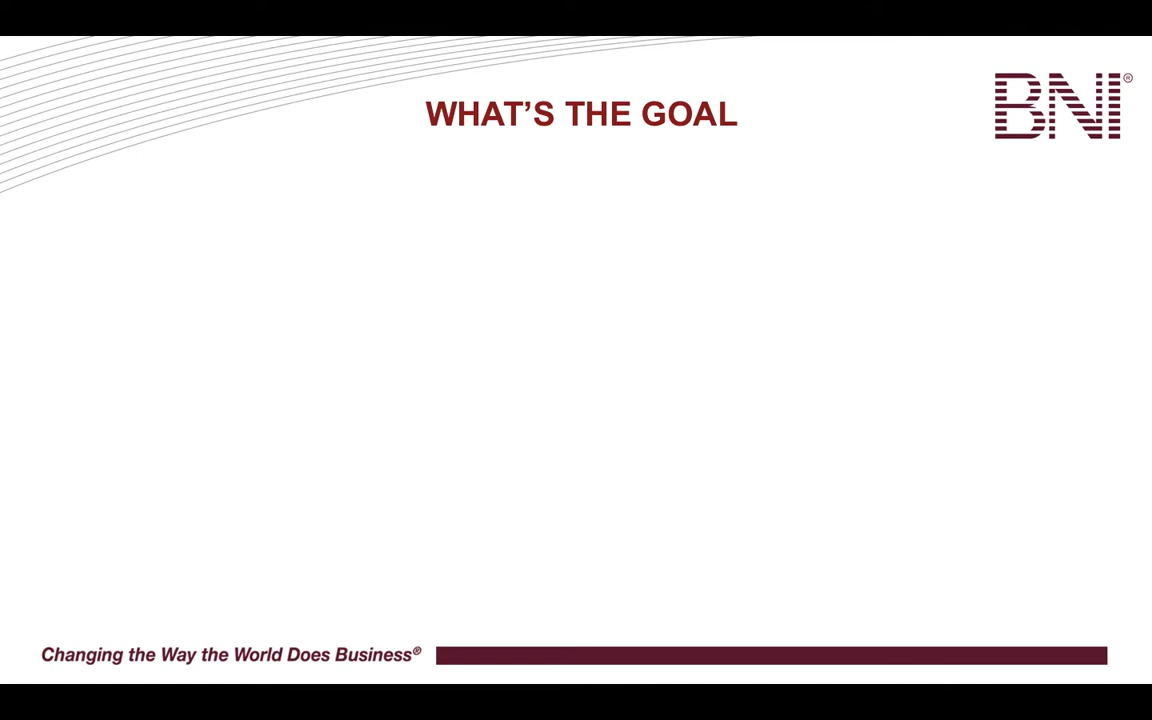 WHAT’S THE GOAL
BNI®
Changing the Way the World Does Business®